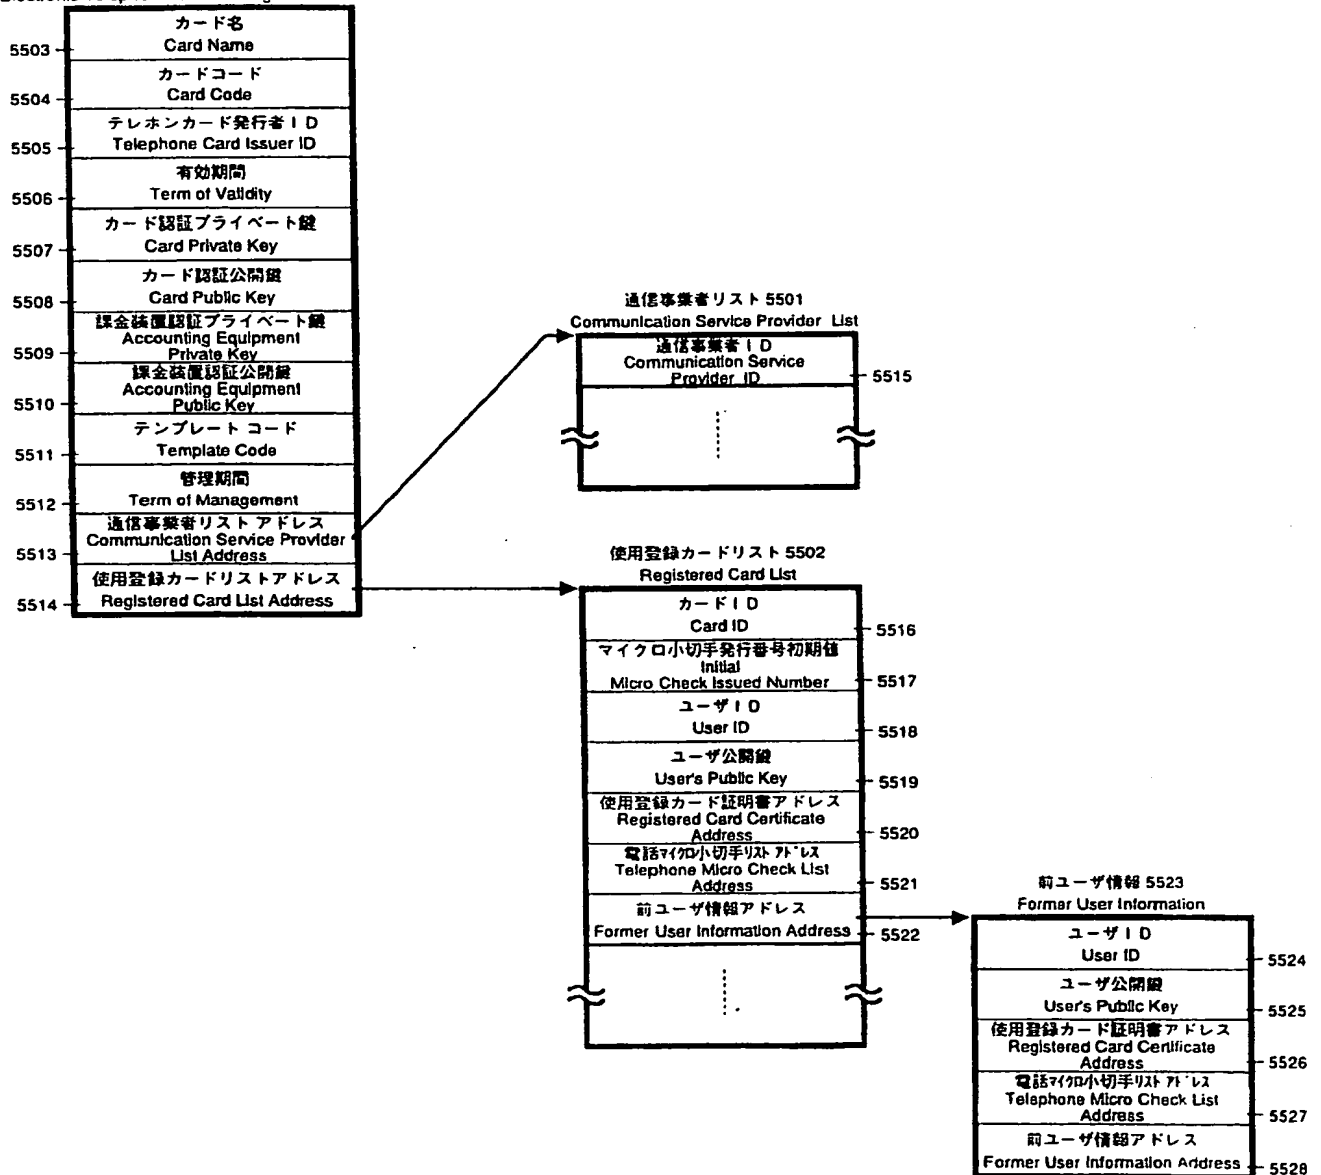 カード名
Card Name
5503
カードコード
Card Code
5504
テレホンカード発行者ID
Telephone Card Issuer ID
5505
有効期間
Term of Validity
5506
カード認証プライベート鍵
Card Private Key
5507
カード認証公開鍵
Card Public Key
5508
課金装置認証プライベート鍵
Accounting Equipment
Private Key
5509
課金装置認証公開鍵
Accounting Equipment
Public Key
5510
テンプレート コード
Template Code
5511
管理期間
Term of Management
5512
通信事業者リスト アドレス
Communication Service Provider
List Address
5513
使用登録カードリストアドレス
Registered Card List Address
5514
通信事業者リスト 5501
Communication Service Provider List
通信事業者ID
Communication Service
Provider ID
5515
使用登録カードリスト 5502
Registered Card List
カードID
Card ID
5516
マイクロ小切手発行番号初期値
Initial
Micro Check Issued Number
5517
ユーザID
User ID
5518
ユーザ公開鍵
User's Public Key
5519
使用登録カード証明書アドレス
Registered Card Certificate
Address
5520
電話マイクロ小切手リスト アドレス
Telephone Micro Check List
Address
5521
前ユーザ情報アドレス
Former User Information Address
5522
前ユーザ情報 5523
Former User Information
ユーザID
User ID
5524
ユーザ公開鍵
User's Public Key
5525
使用登録カード証明書アドレス
Registered Card Certificate
Address
5526
電話マイクロ小切手リスト アドレス
Telephone Micro Check List
Address
5527
前ユーザ情報アドレス
Former User Information Address
5528